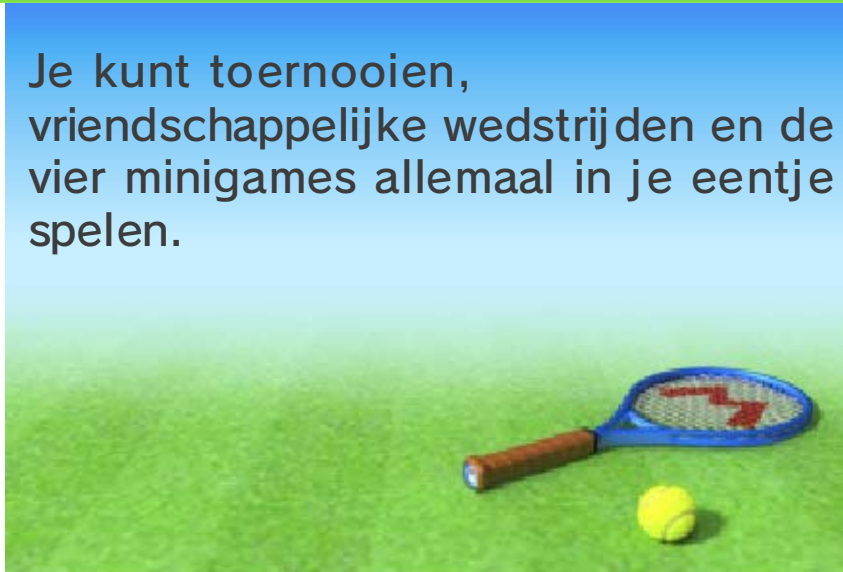 Je kunt toernooien,
vriendschappelijke wedstrijden en de
vier minigames allemaal in je eentje
spelen.